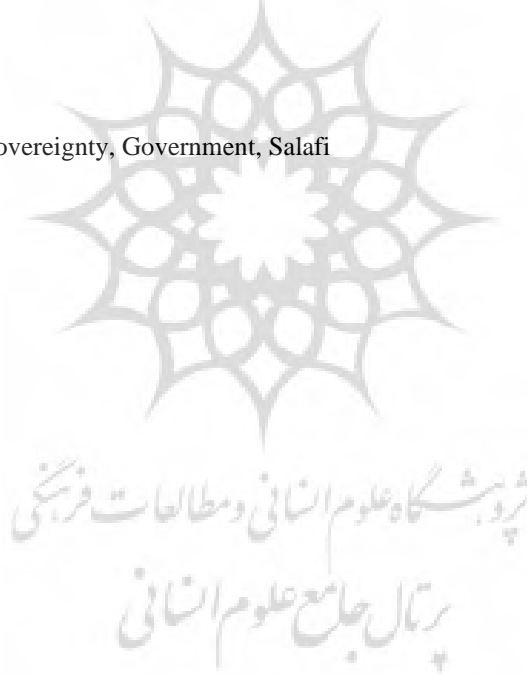 overeignty, Government, Salafi
پژوهشگاه علوم انسانی و مطالعات فرهنگی
پرتال جامع علوم انسانی